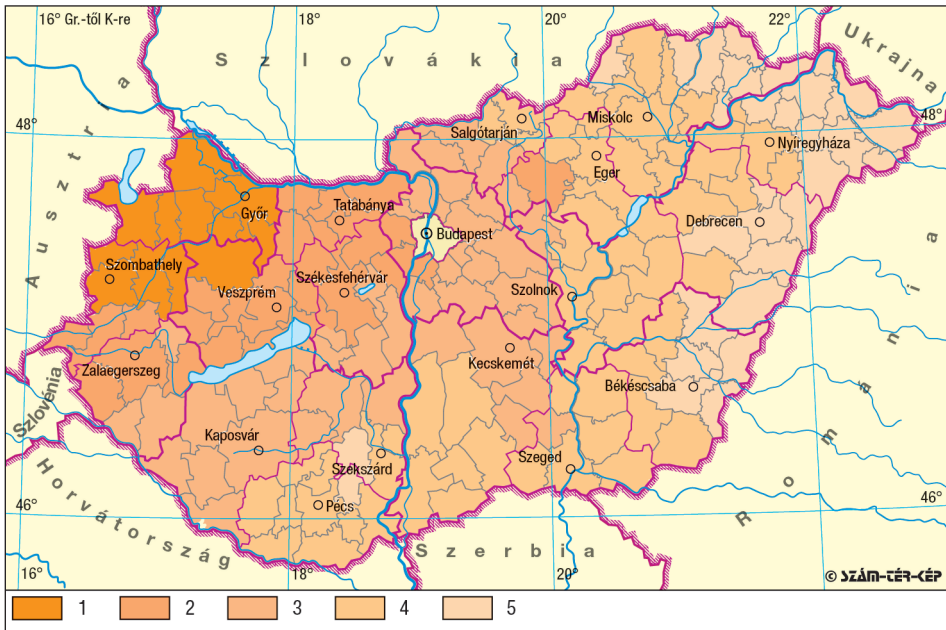 16° Gr.-től K-re
18°
20°
22°
Szlovákia
Ukrajna
Ausztria
48°
48°
Salgótarján
Miskolc
Nyíregyháza
Eger
Győr
Tatabánya
Budapest
Debrecen
Szombathely
Veszprém
Székesfehérvár
Szolnok
Zalaegerszeg
Kecskemét
Békéscsaba
Szlovénia
Kaposvár
Szekszárd
Szeged
Románia
Horvátország
Pécs
46°
46°
Szerbia
16°
18°
20°
© SZÁM-TÉR-KÉP
1 2 3 4 5